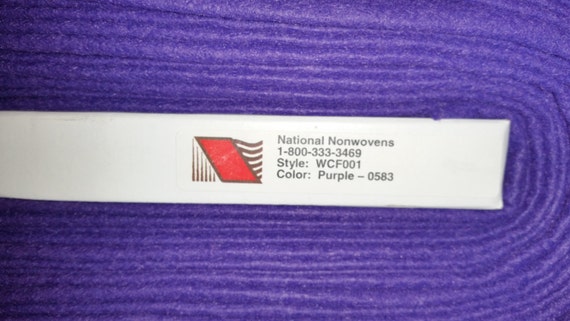 National Nonwovens
1-800-333-3469
Style: WCF001
Color: Purple – 0583